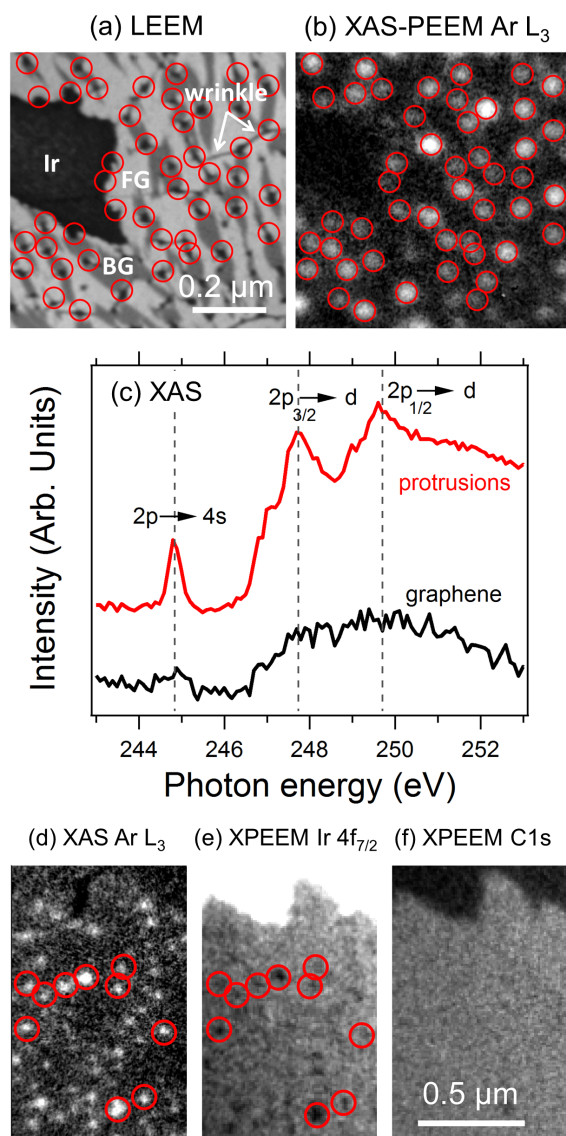 (a) LEEM
(b) XAS-PEEM Ar L3
wrinkle
Ir
FG
BG
0.2 µm
(c) XAS
2p3/2 → d
2p1/2 → d
protrusions
2p → 4s
graphene
Intensity (Arb. Units)
244 246 248 250 252
Photon energy (eV)
(d) XAS Ar L3
(e) XPEEM Ir 4f7/2
(f) XPEEM C1s
0.5 µm